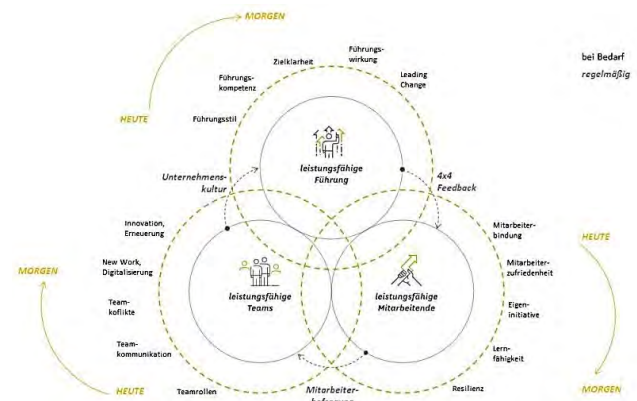 MORGEN
Führungs-
wirkung
Zielklarheit
bei Bedarf
regelmäßig
Führungs-
kompetenz
Leading
Change
HEUTE
Führungsstil
leistungsfähige
Führung
Unternehmens-
kultur
4x4
Feedback
Innovation,
Erneuerung
Mitarbeiter-
bindung
HEUTE
MORGEN
New Work,
Digitalisierung
Mitarbeiter-
zufriedenheit
leistungsfähige
Teams
leistungsfähige
Mitarbeitende
Team-
koflikte
Eigen-
initiative
Team-
kommunikation
Lern-
fähigkeit
HEUTE
Teamrollen
Mitarbeiter-
befragung
Resilienz
MORGEN